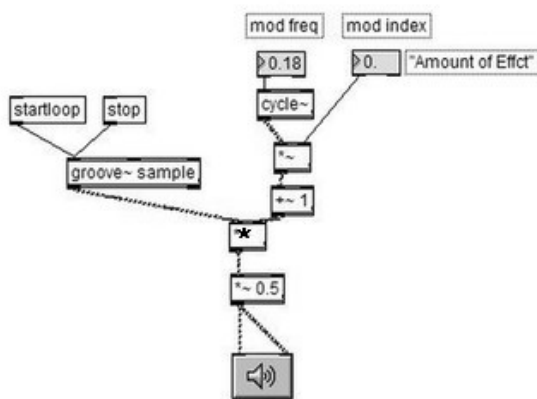 mod freq
mod index
0.18
0.
"Amount of Effct"
cycle~
startloop
stop
*~
groove~ sample
+~ 1
*~ 0.5